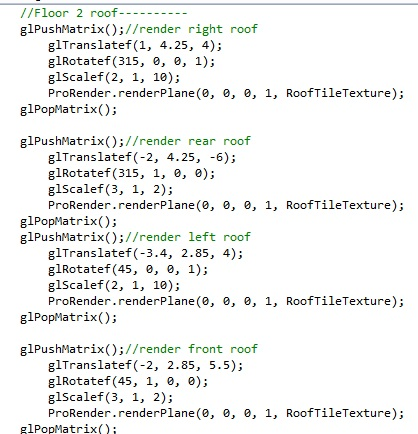 //Floor 2 roof----------
glPushMatrix();//render right roof
glTranslatef(1, 4.25, 4);
glRotatef(315, 0, 0, 1);
glScalef(2, 1, 10);
ProRender.renderPlane(0, 0, 0, 1, RoofTileTexture);
glPopMatrix();
glPushMatrix();//render rear roof
glTranslatef(-2, 4.25, -6);
glRotatef(315, 1, 0, 0);
glScalef(3, 1, 2);
ProRender.renderPlane(0, 0, 0, 1, RoofTileTexture);
glPopMatrix();
glPushMatrix();//render left roof
glTranslatef(-3.4, 2.85, 4);
glRotatef(45, 0, 0, 1);
glScalef(2, 1, 10);
ProRender.renderPlane(0, 0, 0, 1, RoofTileTexture);
glPopMatrix();
glPushMatrix();//render front roof
glTranslatef(-2, 2.85, 5.5);
glRotatef(45, 1, 0, 0);
glScalef(3, 1, 2);
ProRender.renderPlane(0, 0, 0, 1, RoofTileTexture);
glPopMatrix();